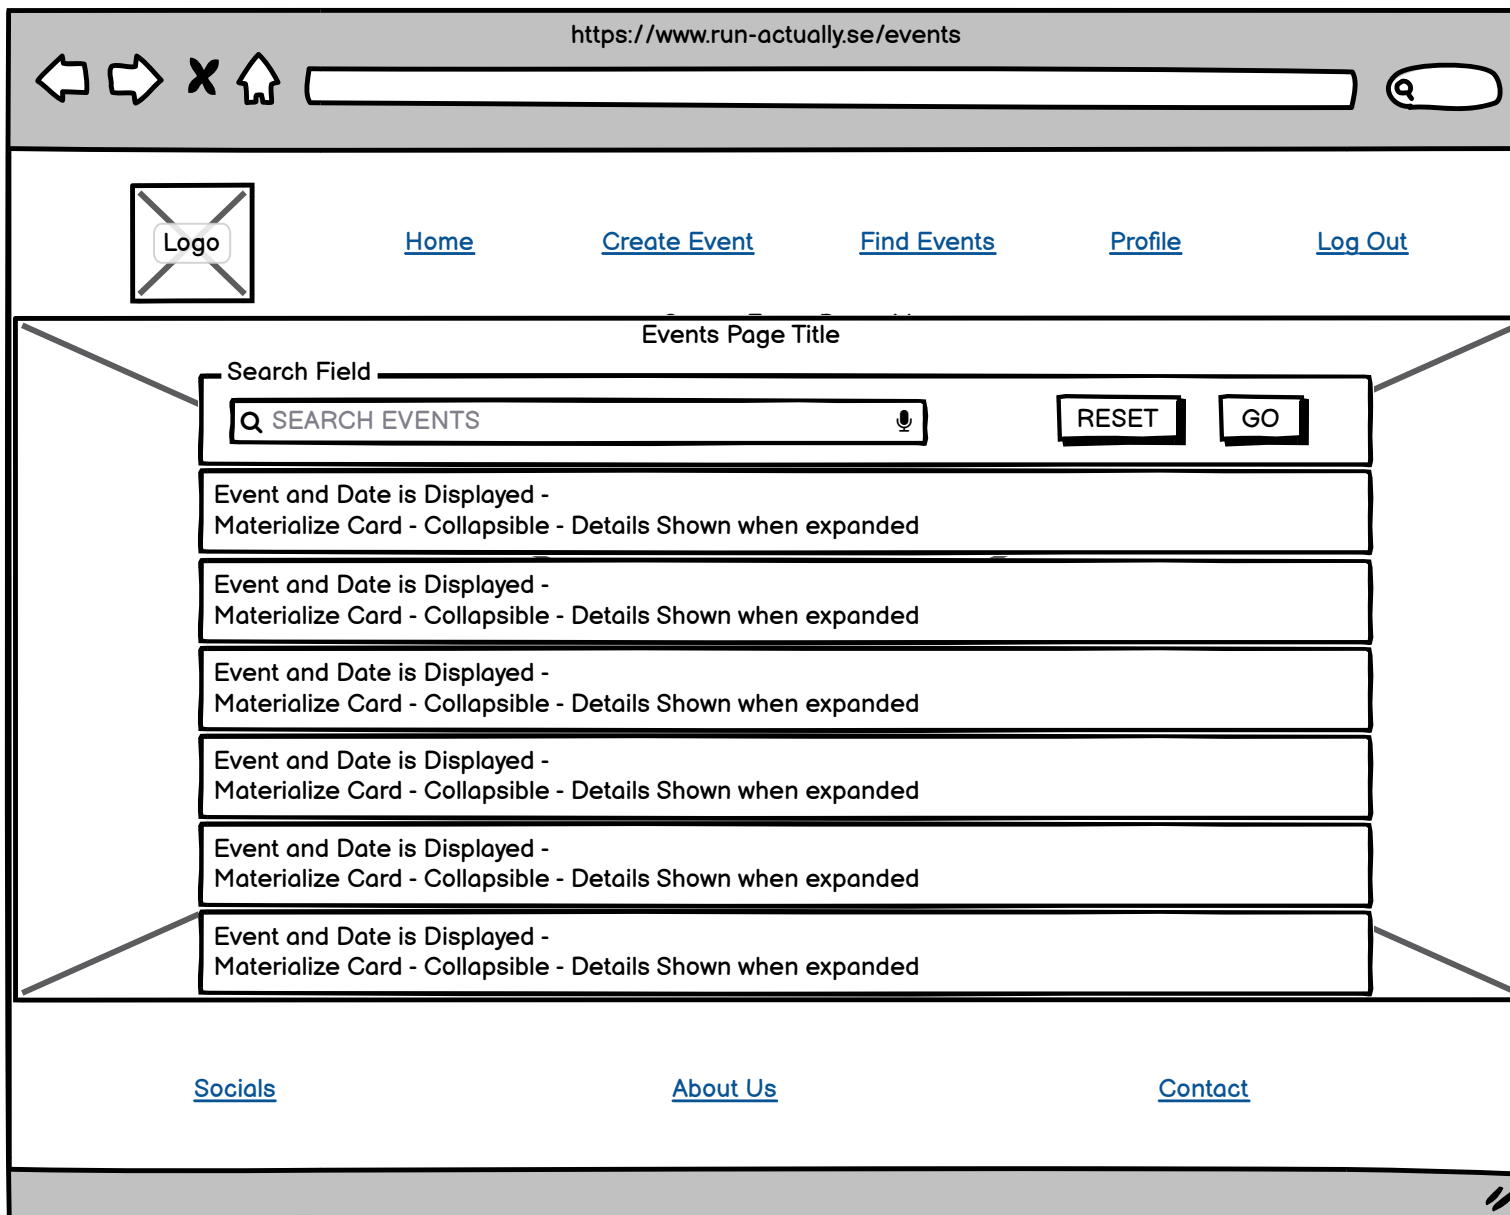 https://www.run-actually.se/events
Logo
Home
Create Event
Find Events
Profile
Log Out
Events Page Title
Search Field
SEARCH EVENTS
RESET
GO
Event and Date is Displayed -
Materialize Card - Collapsible - Details Shown when expanded
Event and Date is Displayed -
Materialize Card - Collapsible - Details Shown when expanded
Event and Date is Displayed -
Materialize Card - Collapsible - Details Shown when expanded
Event and Date is Displayed -
Materialize Card - Collapsible - Details Shown when expanded
Event and Date is Displayed -
Materialize Card - Collapsible - Details Shown when expanded
Event and Date is Displayed -
Materialize Card - Collapsible - Details Shown when expanded
Socials
About Us
Contact